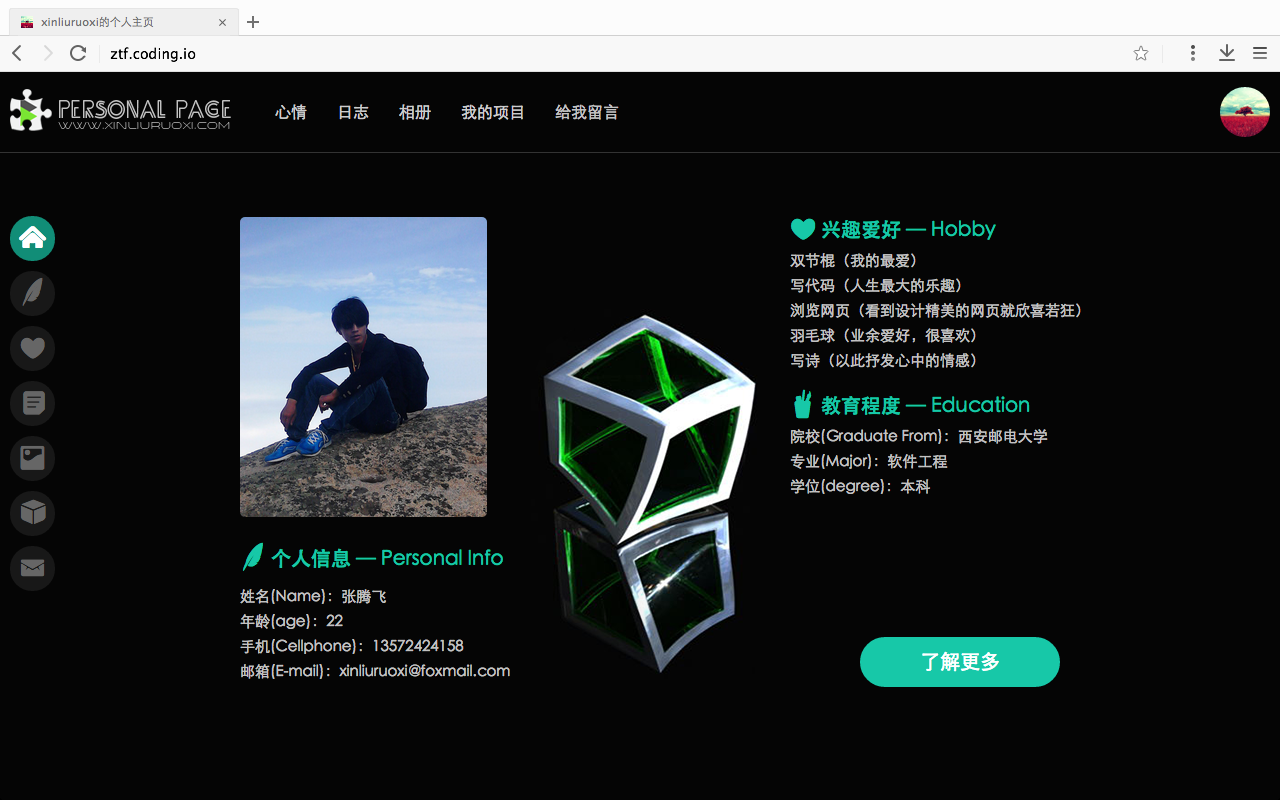 xinliuruoxi的个人主页
ztf.coding.io
PERSONAL PAGE
WWW.XINLIURUOXI.COM
心情 日志 相册 我的项目 给我留言
兴趣爱好 — Hobby
双节棍（我的最爱）
写代码（人生最大的乐趣）
浏览网页（看到设计精美的网页就欣喜若狂）
羽毛球（业余爱好，很喜欢）
写诗（以此抒发心中的情感）
教育程度 — Education
院校(Graduate From)：西安邮电大学
专业(Major)：软件工程
学位(degree)：本科
个人信息 — Personal Info
姓名(Name)：张腾飞
年龄(age)：22
手机(Cellphone)：13572424158
邮箱(E-mail)：xinliuruoxi@foxmail.com
了解更多